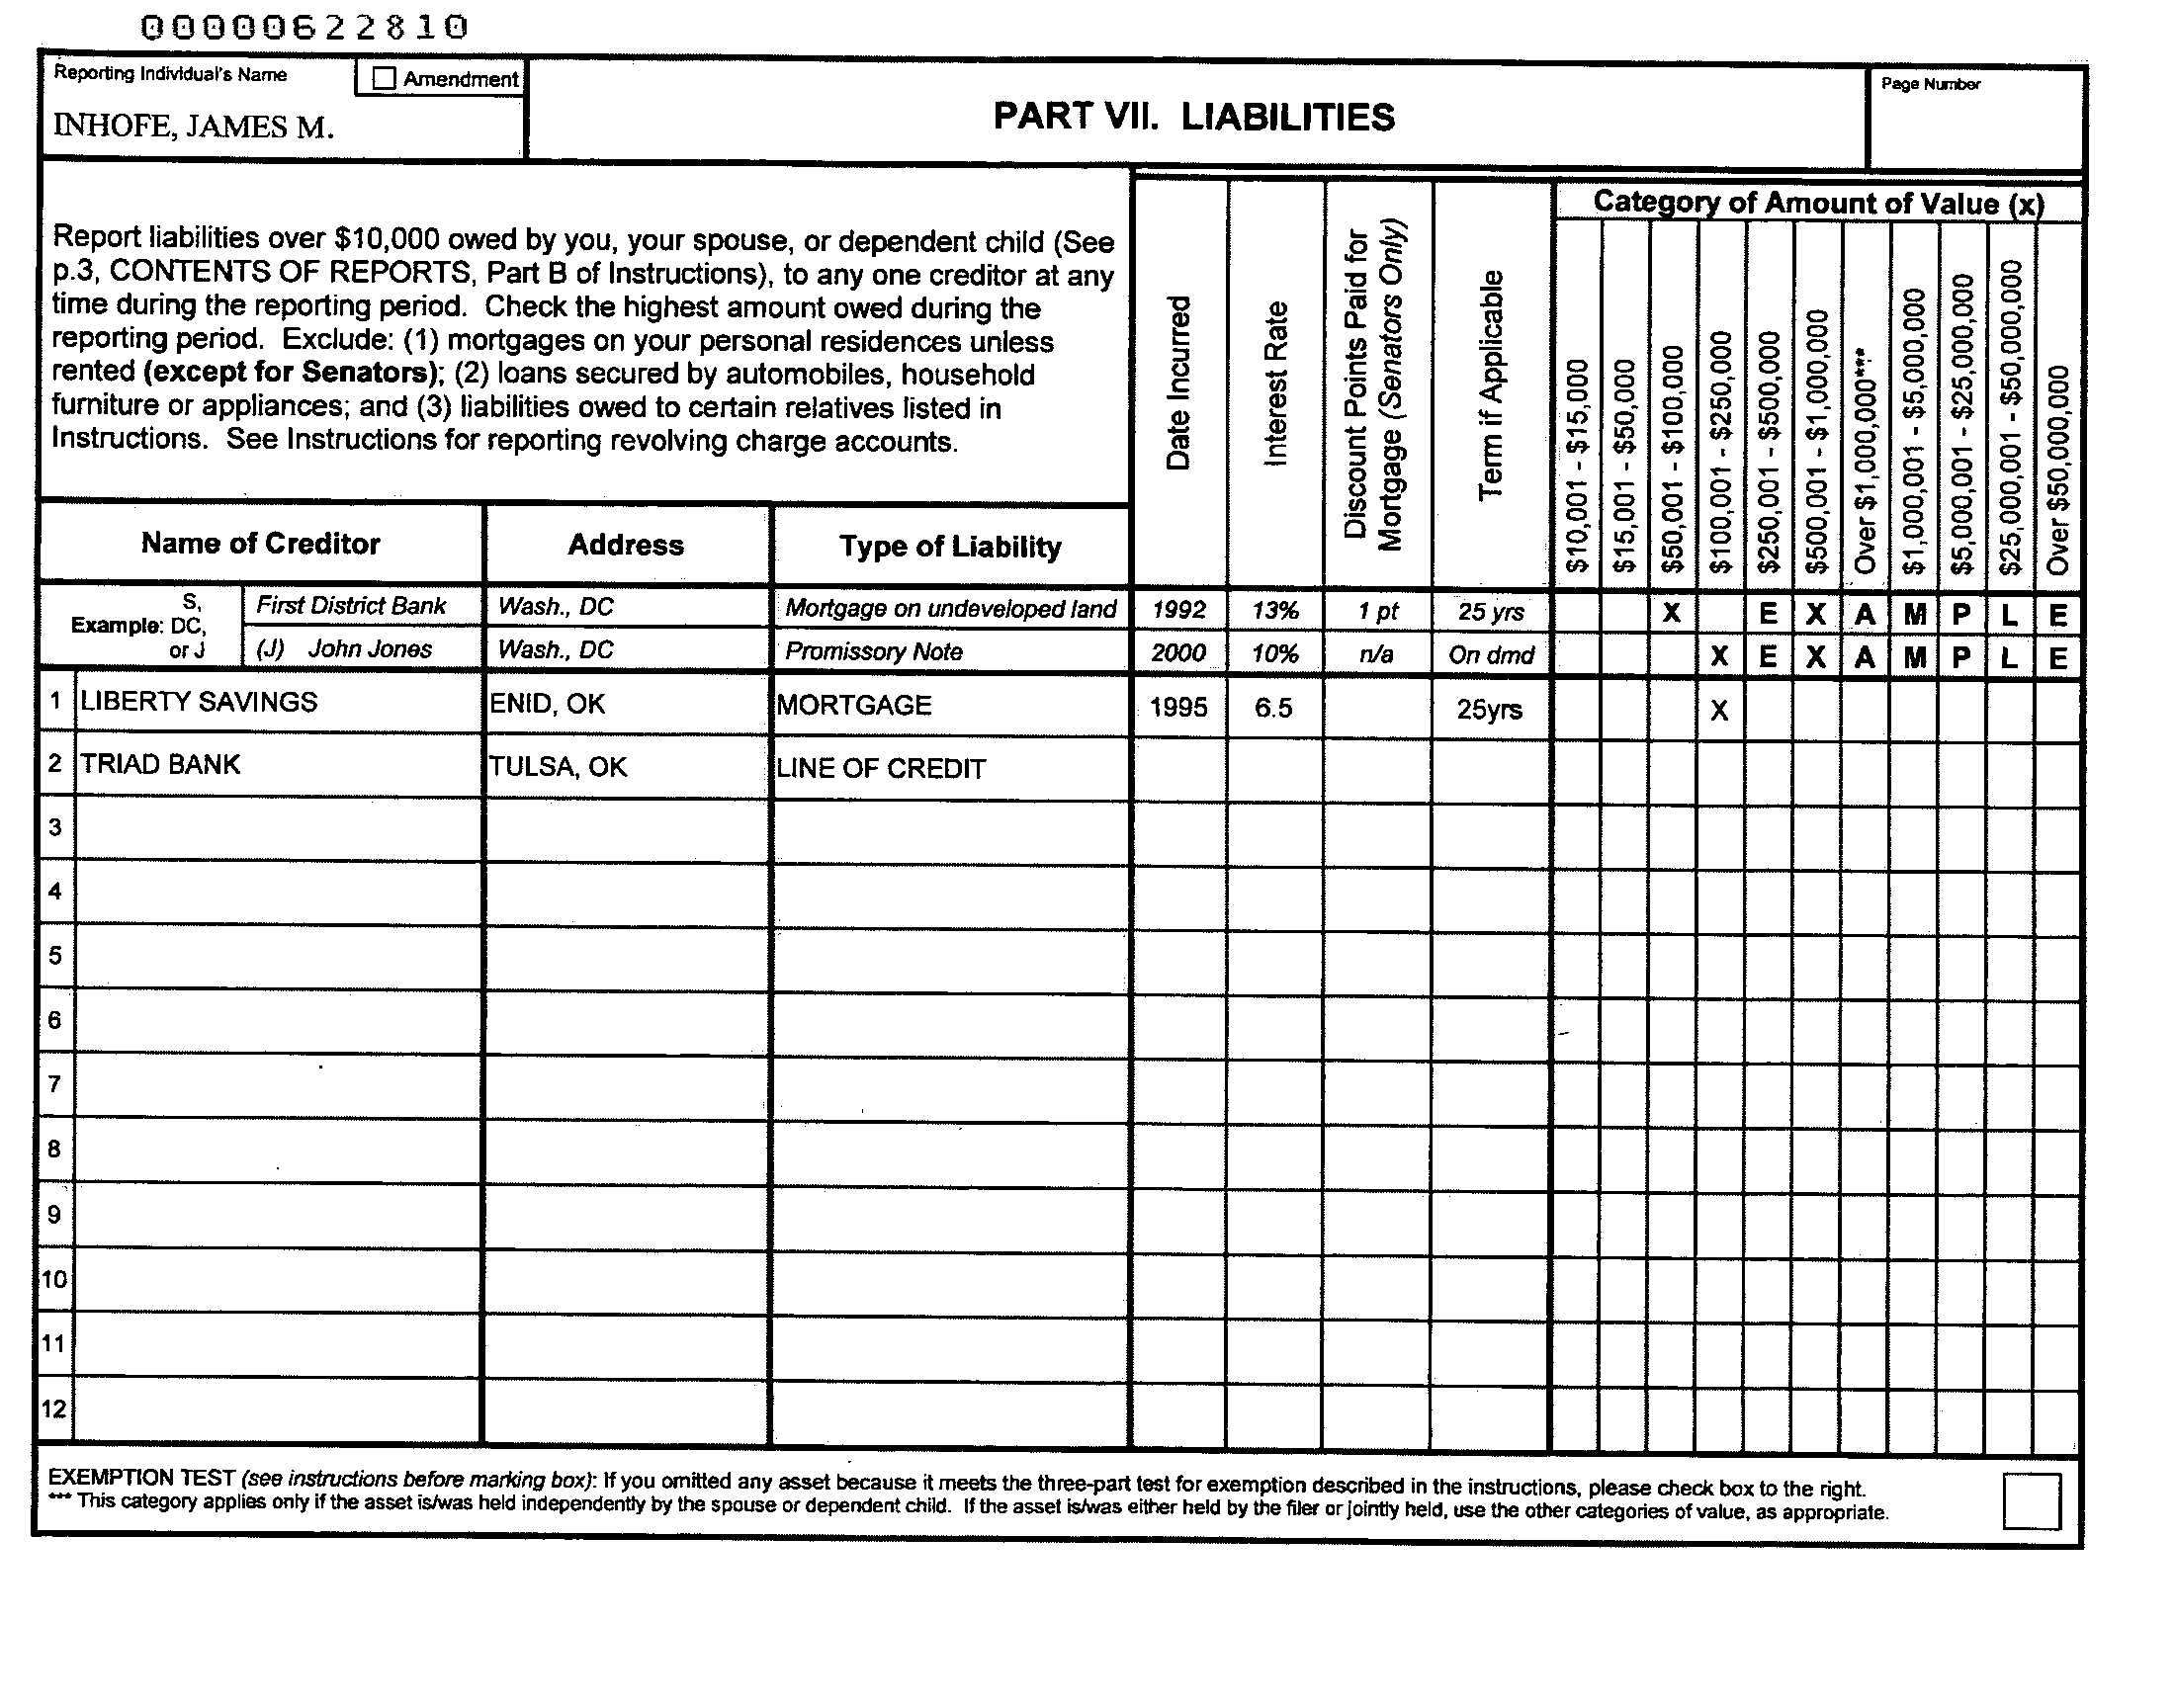 00000622810
Reporting Individual's Name
Amendment
INHOFE, JAMES M.
PART VII. LIABILITIES
Page Number
Report liabilities over $10,000 owed by you, your spouse, or dependent child (See
p.3, CONTENTS OF REPORTS, Part B of Instructions), to any one creditor at any
time during the reporting period. Check the highest amount owed during the
reporting period. Exclude: (1) mortgages on your personal residences unless
rented (except for Senators); (2) loans secured by automobiles, household
furniture or appliances; and (3) liabilities owed to certain relatives listed in
Instructions. See Instructions for reporting revolving charge accounts.
Name of Creditor
Address
Type of Liability
Date Incurred
Interest Rate
Discount Points Paid for
Mortgage (Senators Only)
Term if Applicable
Category of Amount of Value (x)
$10,001 - $15,000
$15,001 - $50,000
$50,001 - $100,000
$100,001 - $250,000
$250,001 - $500,000
$500,001 - $1,000,000
Over $1,000,000***
$1,000,001 - $5,000,000
$5,000,001 - $25,000,000
$25,000,001 - $50,000,000
Over $50,000,000
Example: S,
DC,
or J
First District Bank Wash., DC Mortgage on undeveloped land 1992 13% 1 pt 25 yrs X E X A M P L E
(J) John Jones Wash., DC Promissory Note 2000 10% n/a On dmd X E X A M P L E
1 LIBERTY SAVINGS ENID, OK MORTGAGE 1995 6.5 25yrs X
2 TRIAD BANK TULSA, OK LINE OF CREDIT
3
4
5
6
7
8
9
10
11
12
EXEMPTION TEST (see instructions before marking box): If you omitted any asset because it meets the three-part test for exemption described in the instructions, please check box to the right.
*** This category applies only if the asset is/was held independently by the spouse or dependent child. If the asset is/was either held by the filer or jointly held, use the other categories of value, as appropriate.